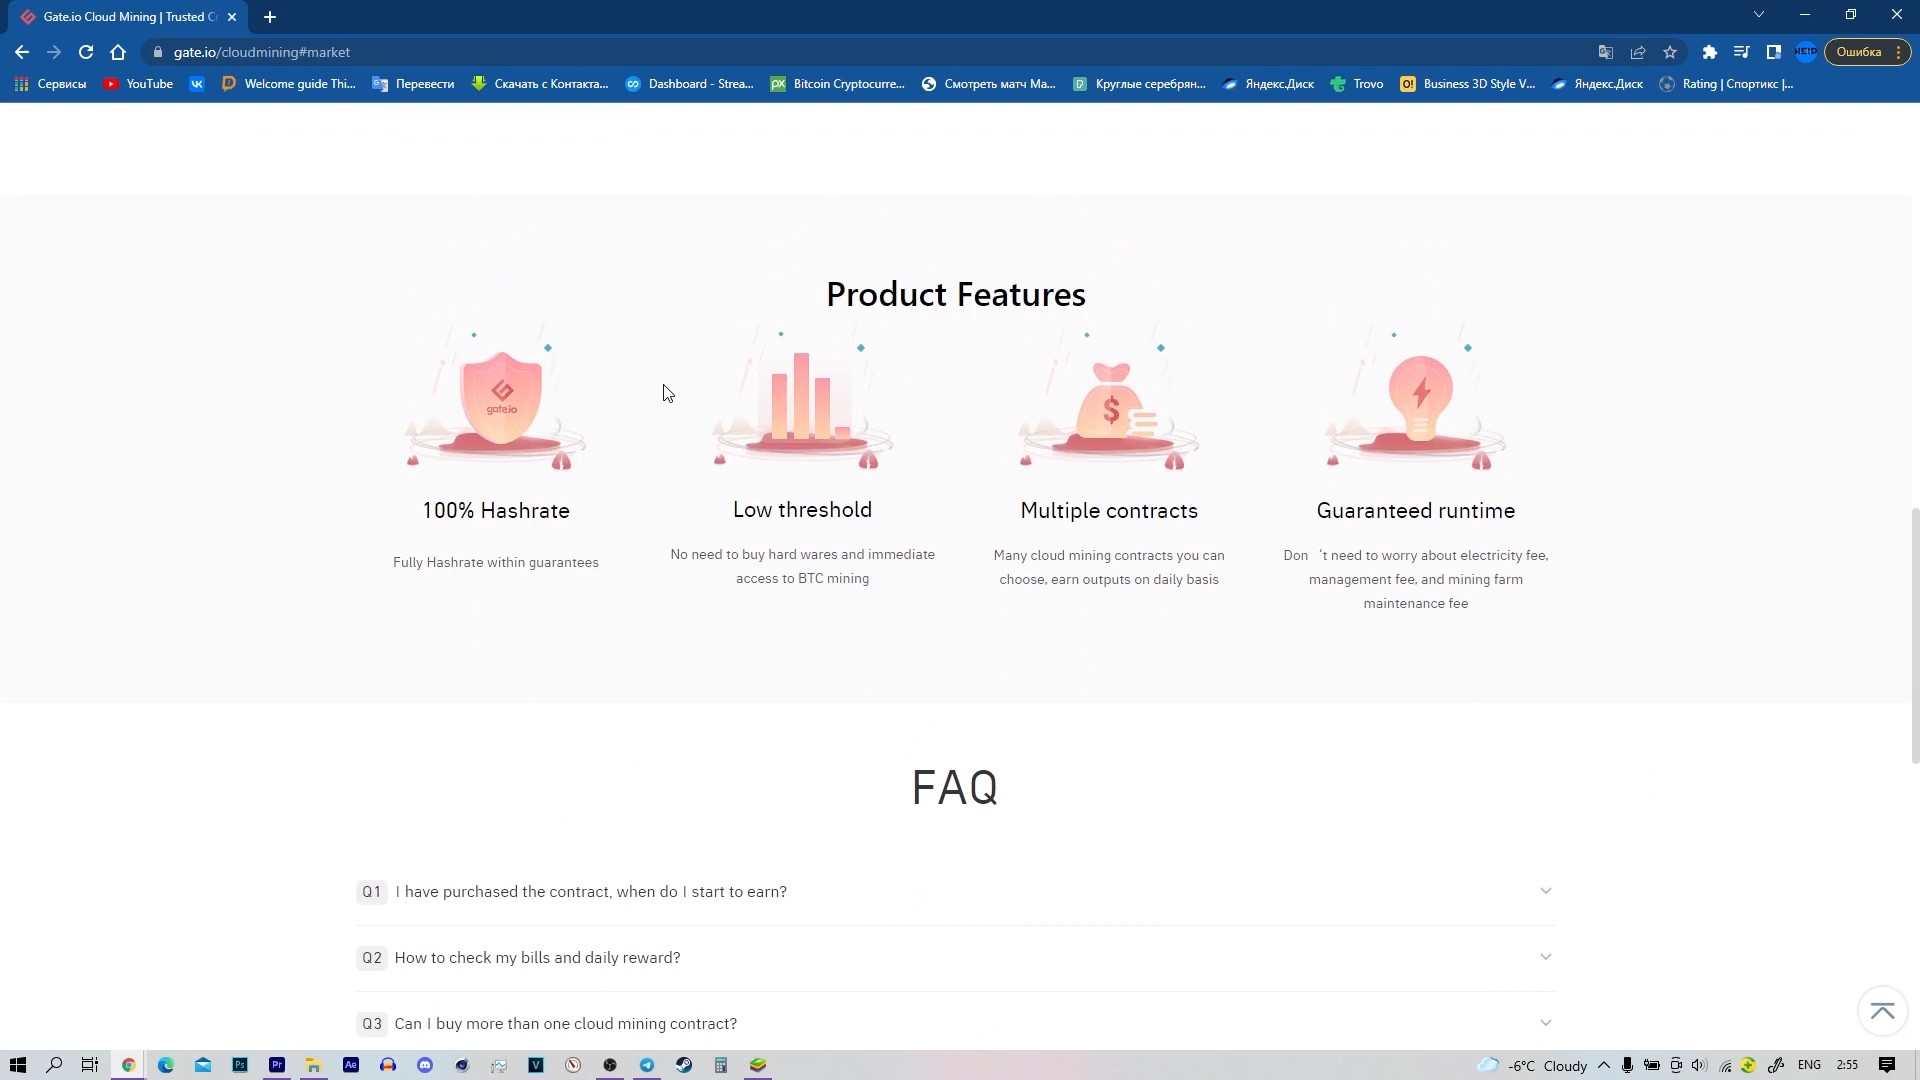 Gate.io Cloud Mining | Trusted C
gate.io/cloudmining#market
Ошибка
Сервисы
YouTube
Welcome guide Thi...
Перевести
Скачать с Контакта...
Dashboard - Strea...
Bitcoin Cryptocurre...
Смотреть матч Ма...
Круглые серебрян...
Яндекс.Диск
Trovo
Business 3D Style V...
Яндекс.Диск
Rating | Спортикс |...
Product Features
gate.io
$
100% Hashrate
Low threshold
Multiple contracts
Guaranteed runtime
Fully Hashrate within guarantees
No need to buy hard wares and immediate
access to BTC mining
Many cloud mining contracts you can
choose, earn outputs on daily basis
Don ‘t need to worry about electricity fee,
management fee, and mining farm
maintenance fee
FAQ
Q1 I have purchased the contract, when do I start to earn?
Q2 How to check my bills and daily reward?
Q3 Can I buy more than one cloud mining contract?
Ps
Pr
Ae
V
-6°C Cloudy
ENG
2:55